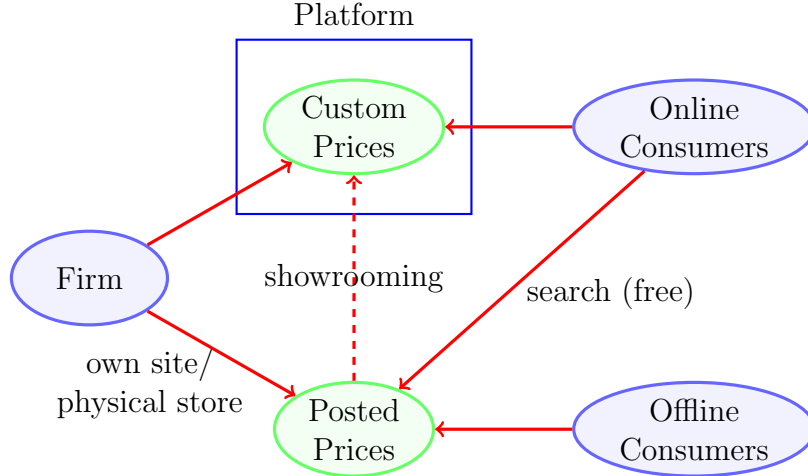 Platform
Custom
Prices
Online
Consumers
Firm
showrooming
search (free)
own site/
physical store
Posted
Prices
Offline
Consumers